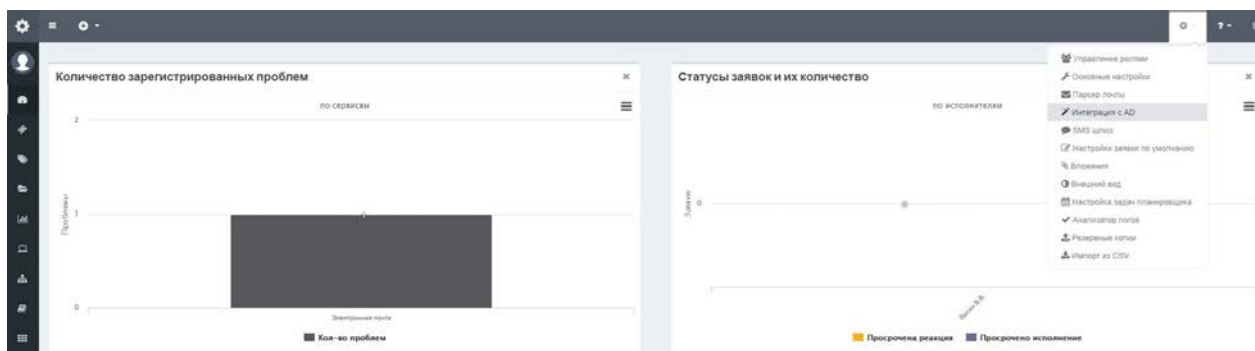 ? -
Количество зарегистрированных проблем
по сервисам
2
1
0
Проблемы
1
Электронная почта
Кол-во проблем
Статусы заявок и их количество
по исполнителям
Заявки
0
Просрочена реакция
Просрочено исполнение
Управление ролями
Основные настройки
Парсер почты
Интеграция с AD
SMS шлюз
Настройки заявки по умолчанию
Вложения
Внешний вид
Настройка задач планировщика
Анализатор логов
Резервные копии
Импорт из CSV